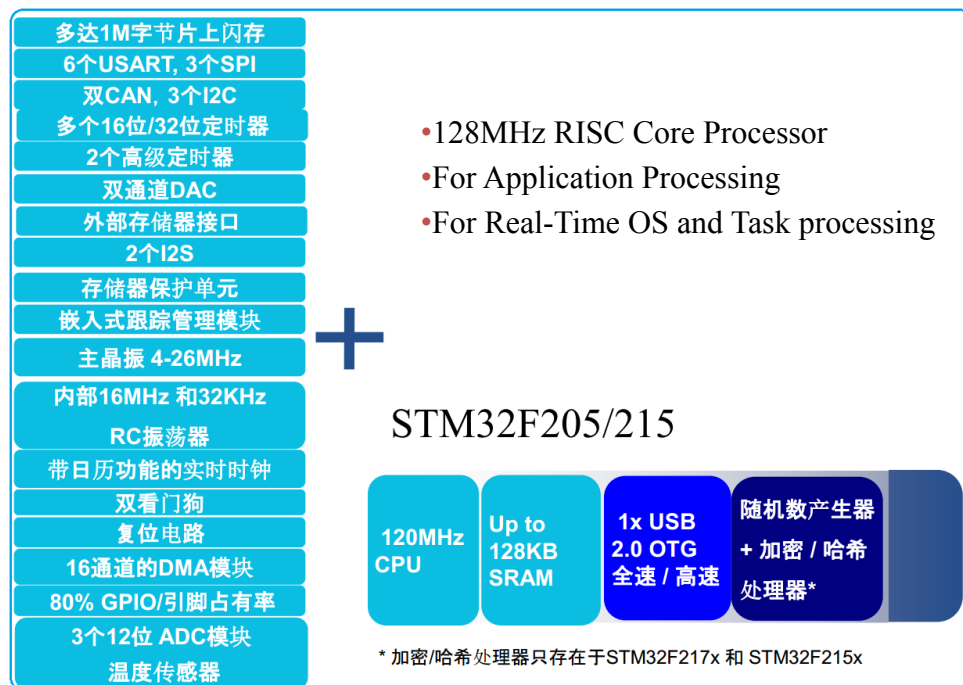 多达1M字节片上闪存
6个USART, 3个SPI
双CAN, 3个I2C
多个16位/32位定时器
2个高级定时器
双通道DAC
外部存储器接口
2个I2S
存储器保护单元
嵌入式跟踪管理模块
主晶振 4-26MHz
内部16MHz 和32KHz
RC振荡器
带日历功能的实时时钟
双看门狗
复位电路
16通道的DMA模块
80% GPIO/引脚占有率
3个12位 ADC模块
温度传感器
•128MHz RISC Core Processor
•For Application Processing
•For Real-Time OS and Task processing
+
STM32F205/215
120MHz
CPU
Up to
128KB
SRAM
1x USB
2.0 OTG
全速 / 高速
随机数产生器
+ 加密 / 哈希
处理器*
* 加密/哈希处理器只存在于STM32F217x 和 STM32F215x